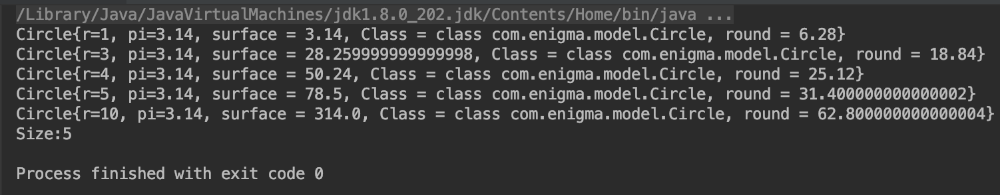 /Library/Java/JavaVirtualMachines/jdk1.8.0_202.jdk/Contents/Home/bin/java ...
Circle{r=1, pi=3.14, surface = 3.14, Class = class com.enigma.model.Circle, round = 6.28}
Circle{r=3, pi=3.14, surface = 28.259999999999998, Class = class com.enigma.model.Circle, round = 18.84}
Circle{r=4, pi=3.14, surface = 50.24, Class = class com.enigma.model.Circle, round = 25.12}
Circle{r=5, pi=3.14, surface = 78.5, Class = class com.enigma.model.Circle, round = 31.400000000000002}
Circle{r=10, pi=3.14, surface = 314.0, Class = class com.enigma.model.Circle, round = 62.800000000000004}
Size:5
Process finished with exit code 0